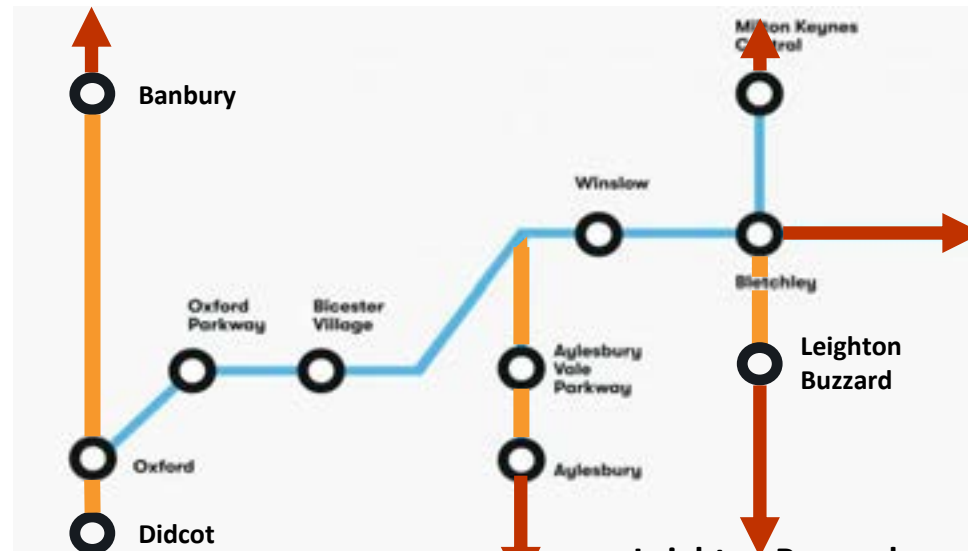 Milton Keynes
Central
Banbury
Winslow
Bletchley
Oxford
Parkway
Bicester
Village
Aylesbury
Vale
Parkway
Leighton
Buzzard
Oxford
Aylesbury
Didcot